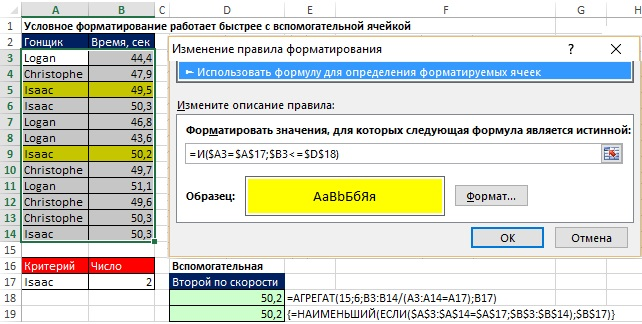 A B C D E F G H
1 Условное форматирование работает быстрее с вспомогательной ячейкой
2 Гонщик Время, сек
3 Logan 44,4
4 Christophe 47,9
5 Isaac 49,5
6 Isaac 50,3
7 Logan 46,8
8 Logan 43,6
9 Isaac 50,2
10 Christophe 49,7
11 Logan 51,1
12 Christophe 49,6
13 Christophe 50,3
14 Isaac 50,3
Изменение правила форматирования ? ×
► Использовать формулу для определения форматируемых ячеек
Измените описание правила:
Форматировать значения, для которых следующая формула является истинной:
=И($A3=$A$17;$B3<=$D$18)
Образец: АаВbБбЯя Формат...
ОК Отмена
15
16 Критерий Число Вспомогательная
17 Isaac 2 Второй по скорости
18 50,2 =АГРЕГАТ(15;6;B3:B14/(A3:A14=A17);B17)
19 50,2 {=НАИМЕНЬШИЙ(ЕСЛИ($A$3:$A$14=$A$17;$B$3:$B$14);$B$17)}